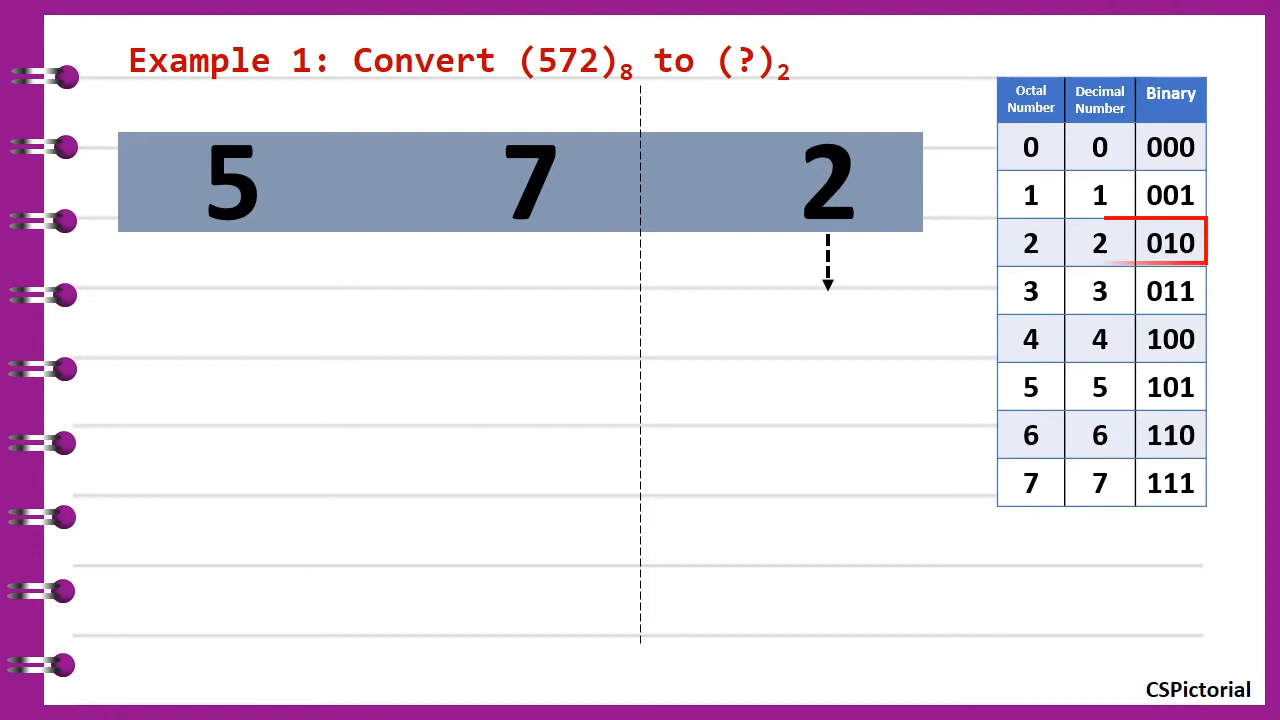 Example 1: Convert (572)8 to (?)2
5 7 2
Octal Number Decimal Number Binary
0 0 000
1 1 001
2 2 010
3 3 011
4 4 100
5 5 101
6 6 110
7 7 111
CSPictorial